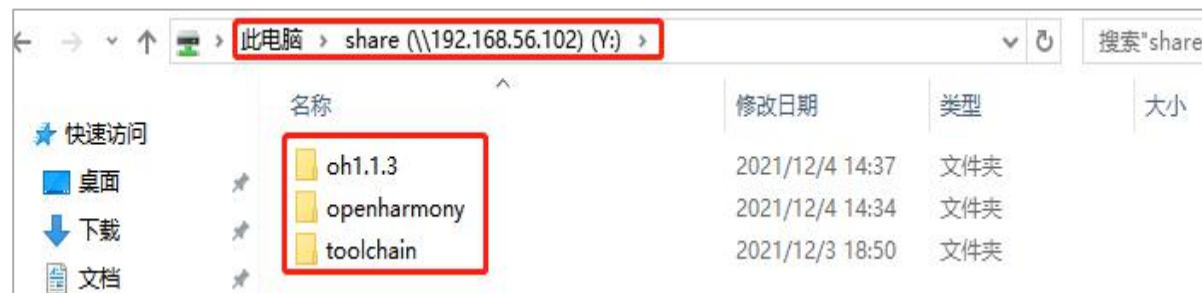 此电脑 > share (\\192.168.56.102) (Y:) >
搜索"share
名称 修改日期 类型 大小
快速访问
桌面
下载
文档
oh1.1.3 2021/12/4 14:37 文件夹
openharmony 2021/12/4 14:34 文件夹
toolchain 2021/12/3 18:50 文件夹